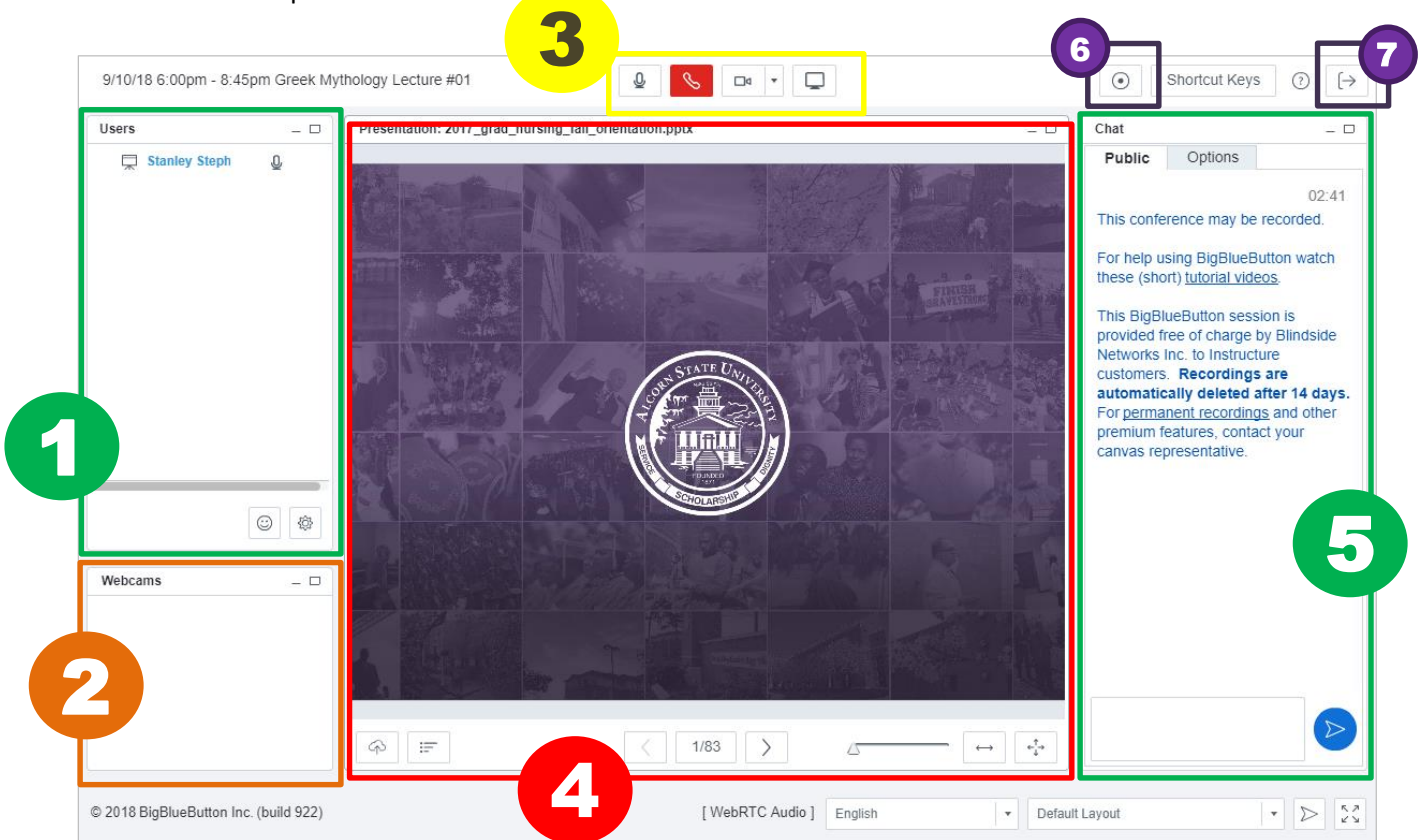 3
6
7
9/10/18 6:00pm - 8:45pm Greek Mythology Lecture #01
Shortcut Keys
?
Users
Stanley Steph
1
Webcams
2
Presentation: 2017_grad_nursing_fall_orientation.pptx
FINISH
#BRAVESTRONG
ALCORN STATE UNIVERSITY
SERVICE
SCHOLARSHIP
DIGNITY
FOUNDED
1871
1/83
4
Chat
Public
Options
02:41
This conference may be recorded.
For help using BigBlueButton watch
these (short) tutorial videos.
This BigBlueButton session is
provided free of charge by Blindside
Networks Inc. to Instructure
customers. Recordings are
automatically deleted after 14 days.
For permanent recordings and other
premium features, contact your
canvas representative.
5
© 2018 BigBlueButton Inc. (build 922)
[ WebRTC Audio ]
English
Default Layout